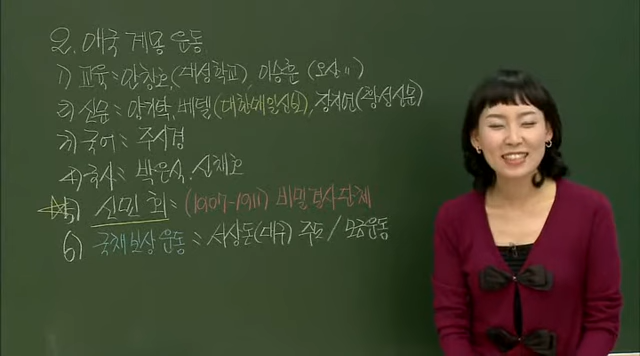 2. 애국 계몽 운동
1) 교육 = 안창호, (대성학교) 이승훈 (오산 〃)
2) 신문 = 양기탁, 베델 (대한매일신보), 장지연 (황성신문)
3) 국어 = 주시경
4) 국사 = 박은식, 신채호
☆5) 신민회 = (1907-1911) 비밀결사단체
6) 국채보상운동 = 서상돈(대구) 주도 / 모금운동